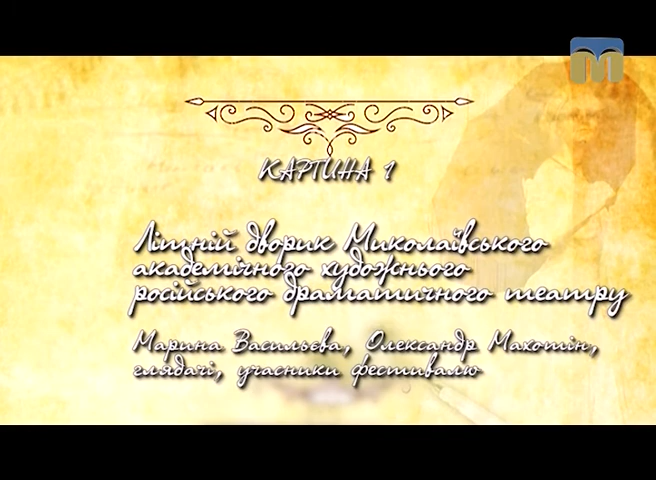 КАРТИНА 1
Літній дворик Миколаївського
академічного художнього
російського драматичного театру
Марина Васильєва, Олександр Махотін,
глядачі, учасники фестивалю